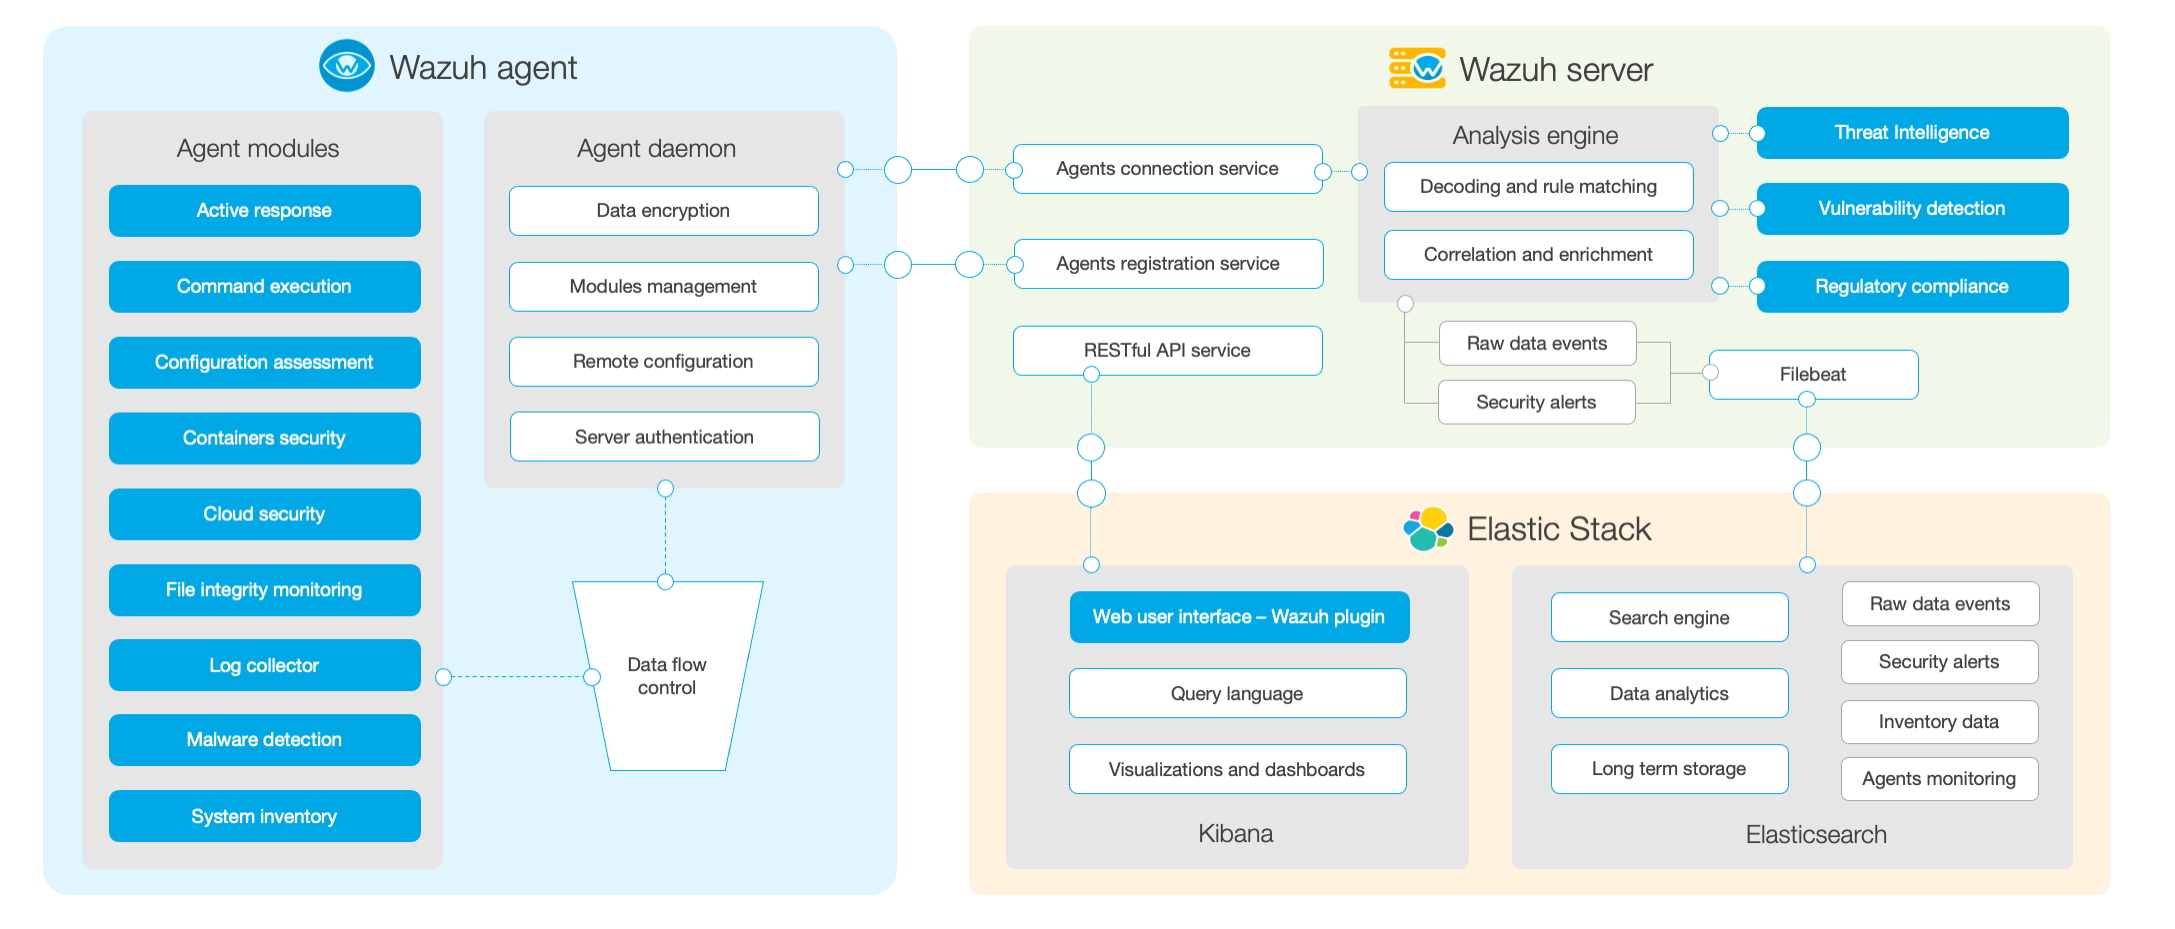 Wazuh agent
Agent modules
Active response
Command execution
Configuration assessment
Containers security
Cloud security
File integrity monitoring
Log collector
Malware detection
System inventory
Agent daemon
Data encryption
Modules management
Remote configuration
Server authentication
Data flow
control
Wazuh server
Agents connection service
Agents registration service
RESTful API service
Analysis engine
Decoding and rule matching
Correlation and enrichment
Threat Intelligence
Vulnerability detection
Regulatory compliance
Raw data events
Security alerts
Filebeat
Elastic Stack
Web user interface – Wazuh plugin
Query language
Visualizations and dashboards
Kibana
Search engine
Data analytics
Long term storage
Raw data events
Security alerts
Inventory data
Agents monitoring
Elasticsearch